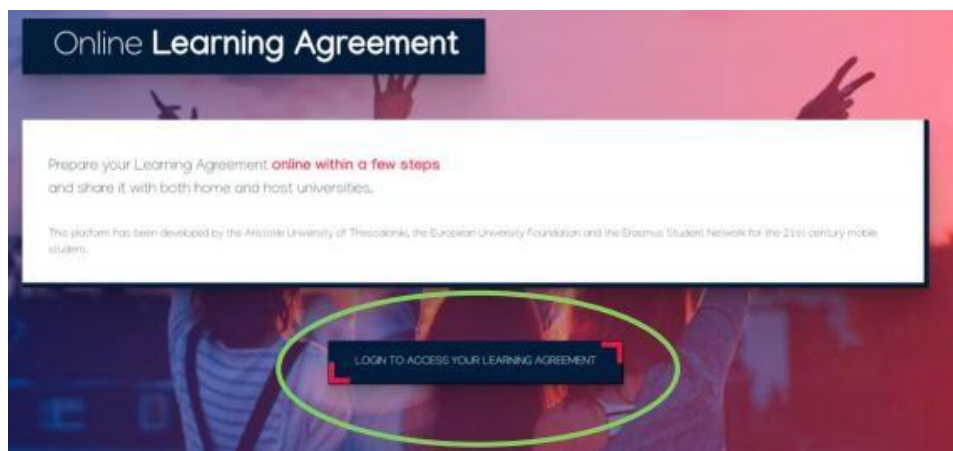 Online Learning Agreement
Prepare your Learning Agreement online within a few steps
and share it with both home and host universities.
This platform has been developed by the Aristotle University of Thessaloniki, the European University Foundation and the Erasmus Student Network for the 21st century mobile
student.
LOGIN TO ACCESS YOUR LEARNING AGREEMENT